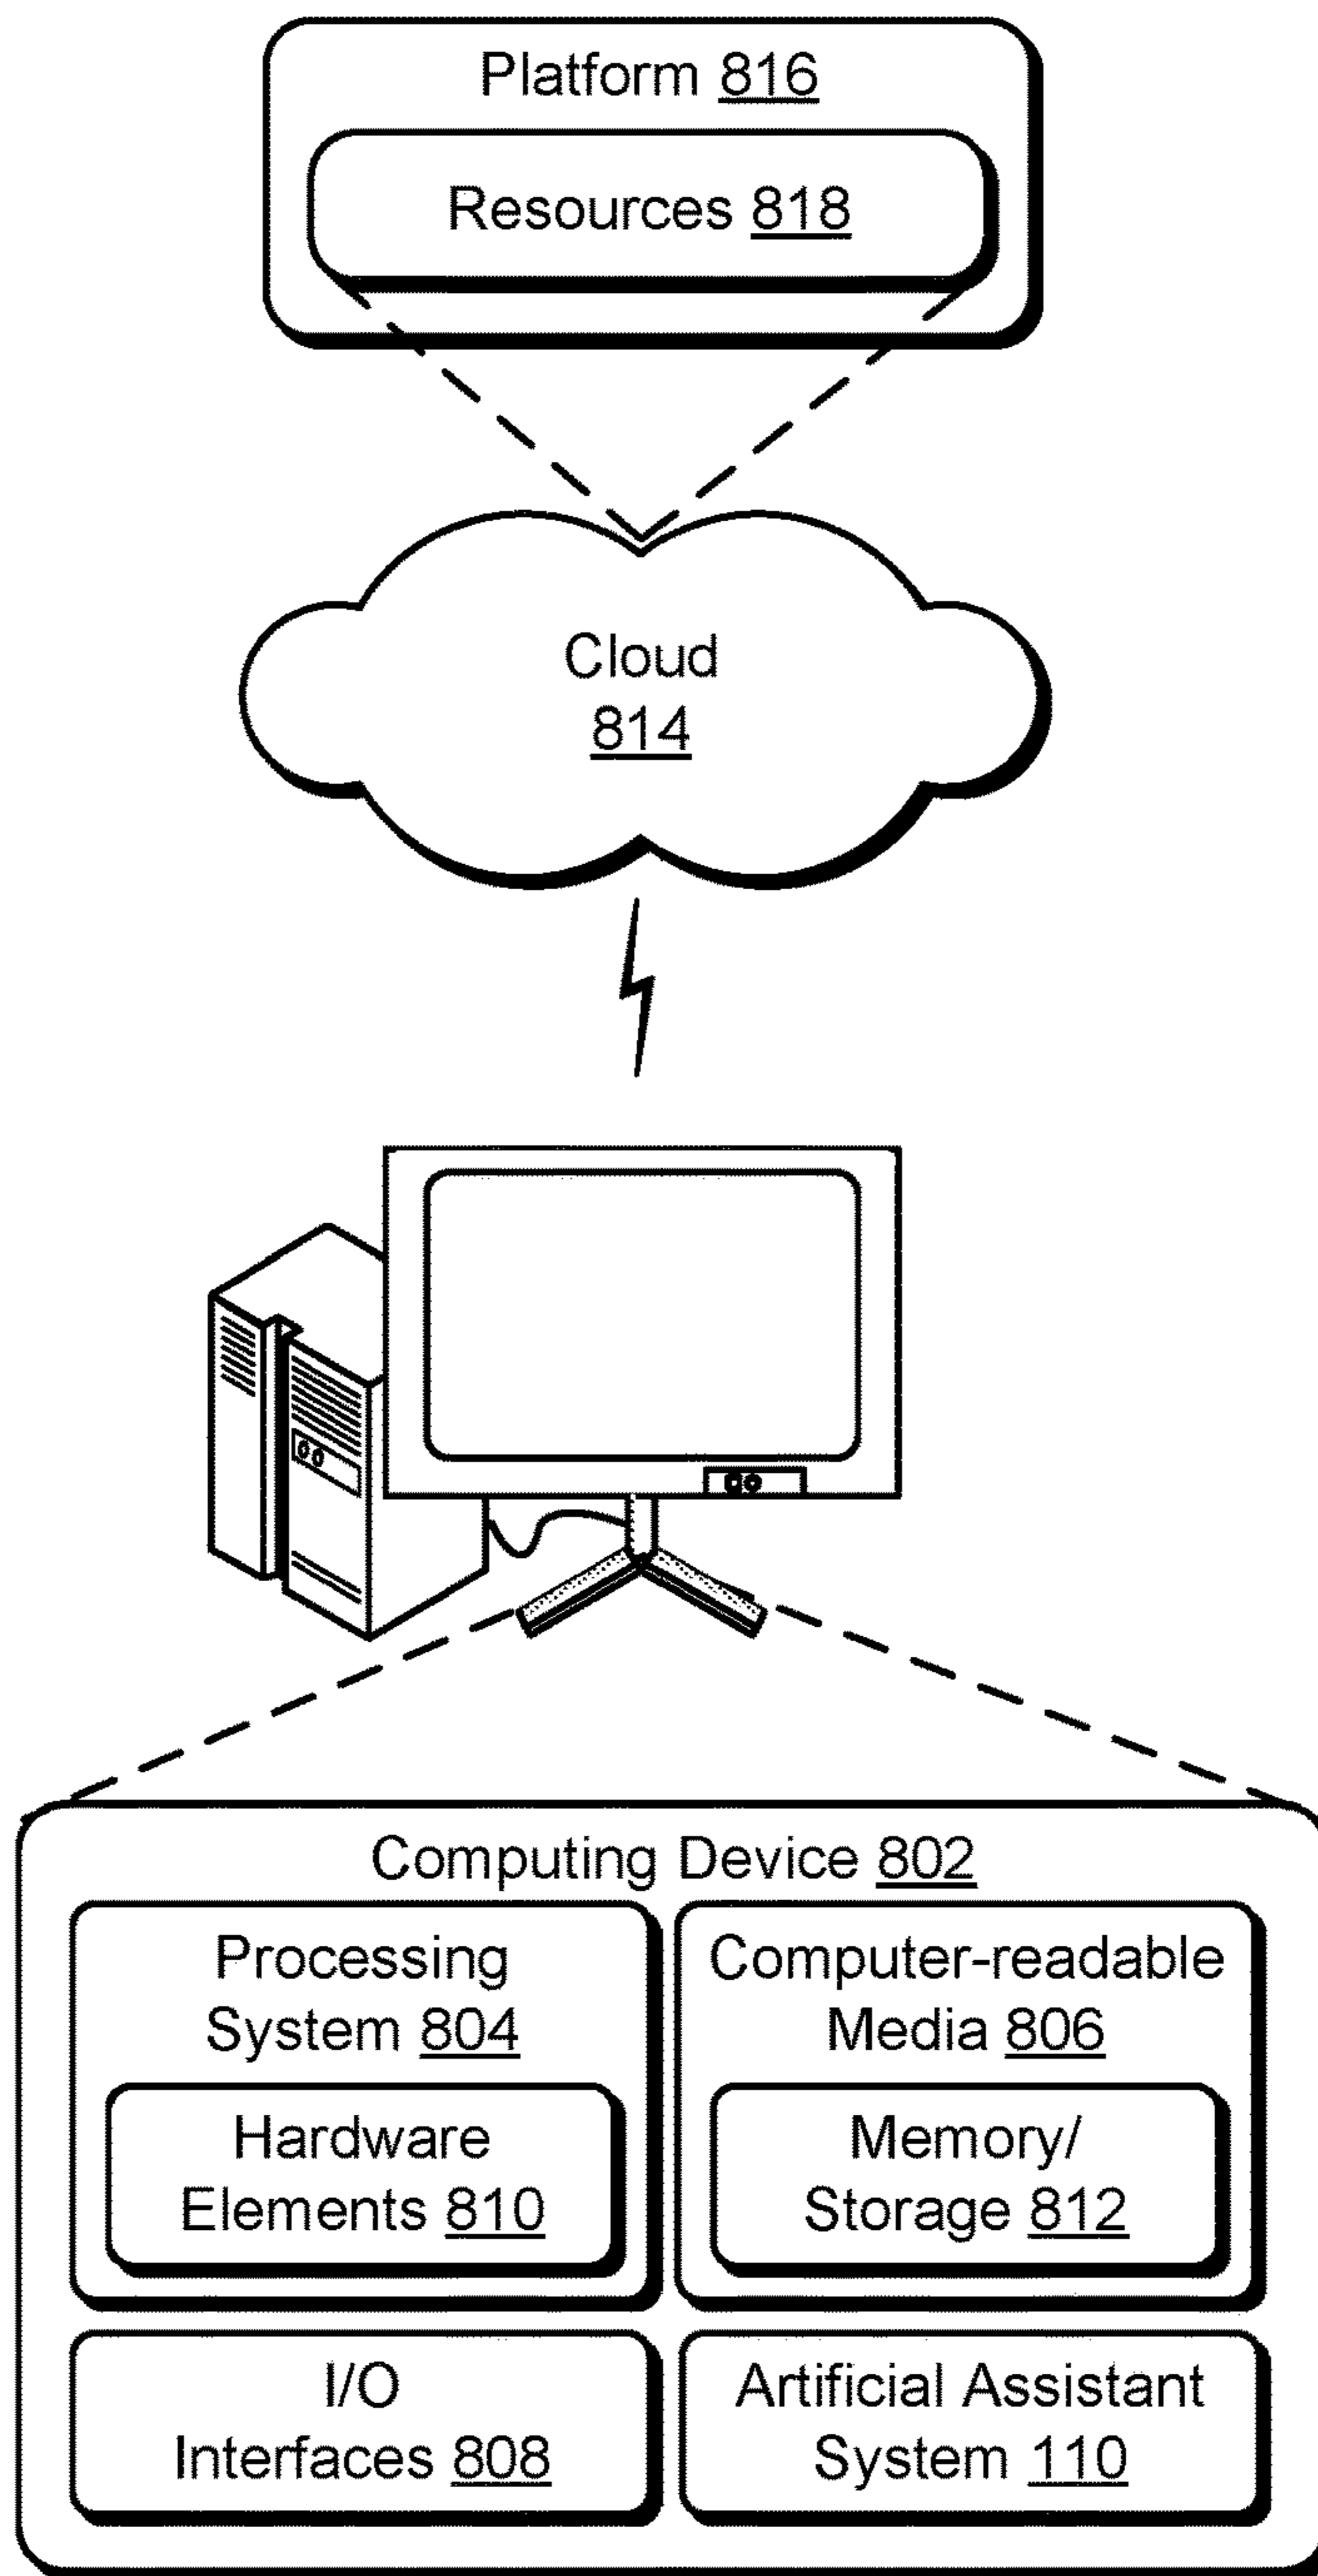 Platform 816
Resources 818
Cloud
814
Computing Device 802
Processing
System 804
Hardware
Elements 810
Computer-readable
Media 806
Memory/
Storage 812
I/O
Interfaces 808
Artificial Assistant
System 110